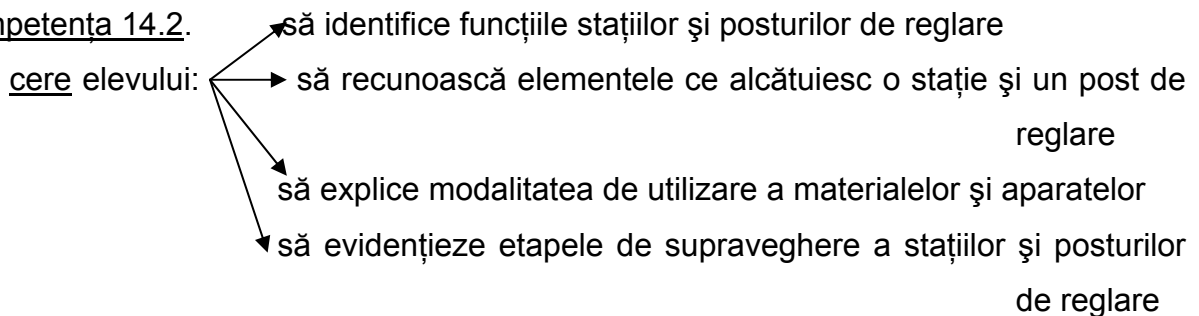 mpetența 14.2. să identifice funcțiile stațiilor şi posturilor de reglare
cere elevului: să recunoască elementele ce alcătuiesc o stație şi un post de
reglare
să explice modalitatea de utilizare a materialelor şi aparatelor
să evidențieze etapele de supraveghere a stațiilor şi posturilor
de reglare